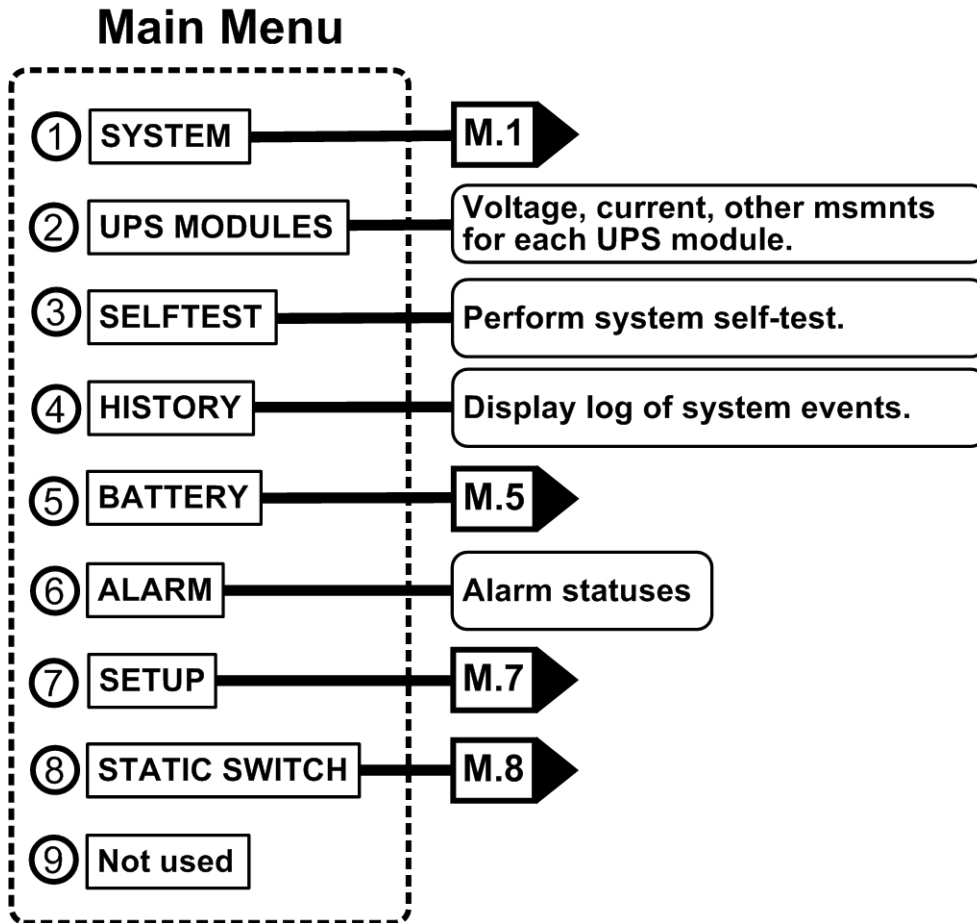 Main Menu
1 SYSTEM M.1
2 UPS MODULES Voltage, current, other msmnts
for each UPS module.
3 SELFTEST Perform system self-test.
4 HISTORY Display log of system events.
5 BATTERY M.5
6 ALARM Alarm statuses
7 SETUP M.7
8 STATIC SWITCH M.8
9 Not used